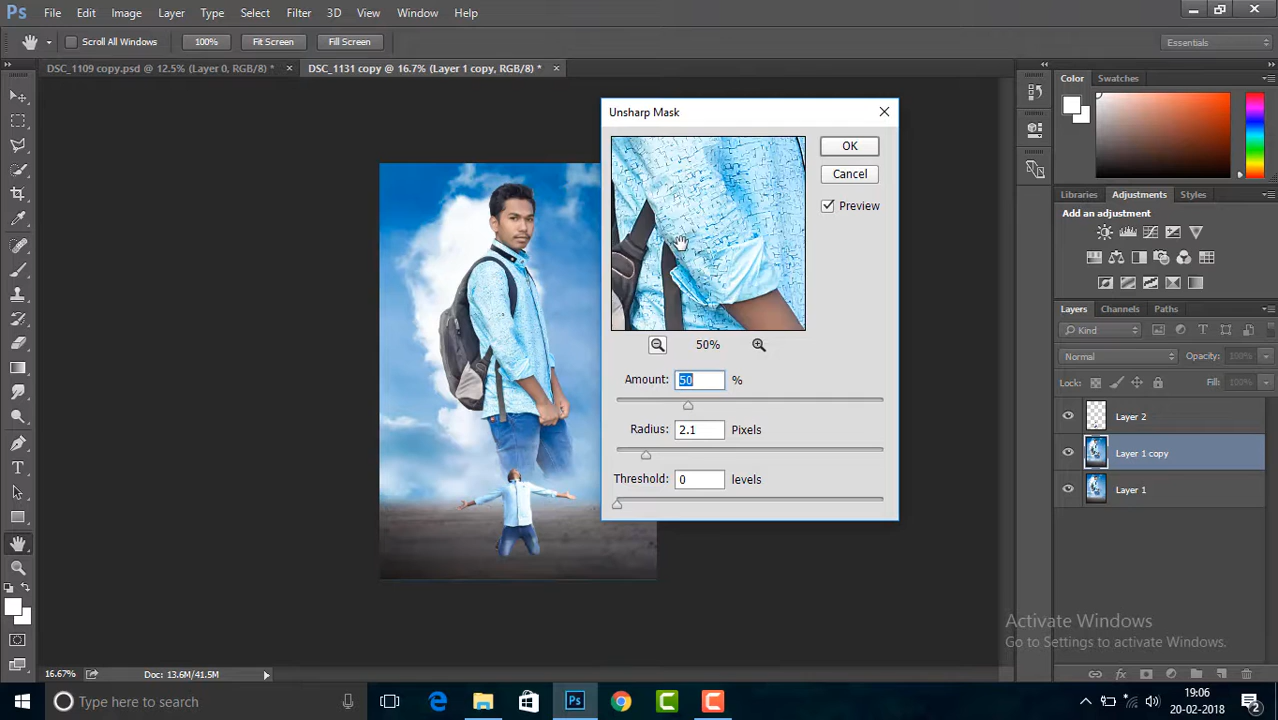 Ps File Edit Image Layer Type Select Filter 3D View Window Help
Scroll All Windows 100% Fit Screen Fill Screen Essentials
DSC_1109 copy.psd @ 12.5% (Layer 0, RGB/8) * × DSC_1131 copy @ 16.7% (Layer 1 copy, RGB/8) * ×
Color Swatches
Unsharp Mask
OK
Cancel
Preview
Libraries Adjustments Styles
Add an adjustment
Layers Channels Paths
Kind
50%
Normal Opacity: 100%
Amount: 50 %
Lock: Fill: 100%
Layer 2
Radius: 2.1 Pixels
Layer 1 copy
Threshold: 0 levels
Layer 1
Activate Windows
Go to Settings to activate Windows.
16.67% Doc: 13.6M/41.5M
Type here to search
Ps
19:06
20-02-2018
2